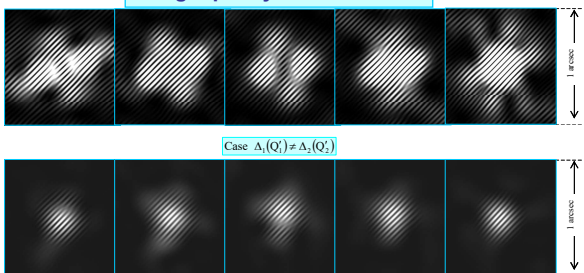 1 arcsec
Case Δ₁(Q′₁) ≠ Δ₂(Q′₂)
1 arcsec